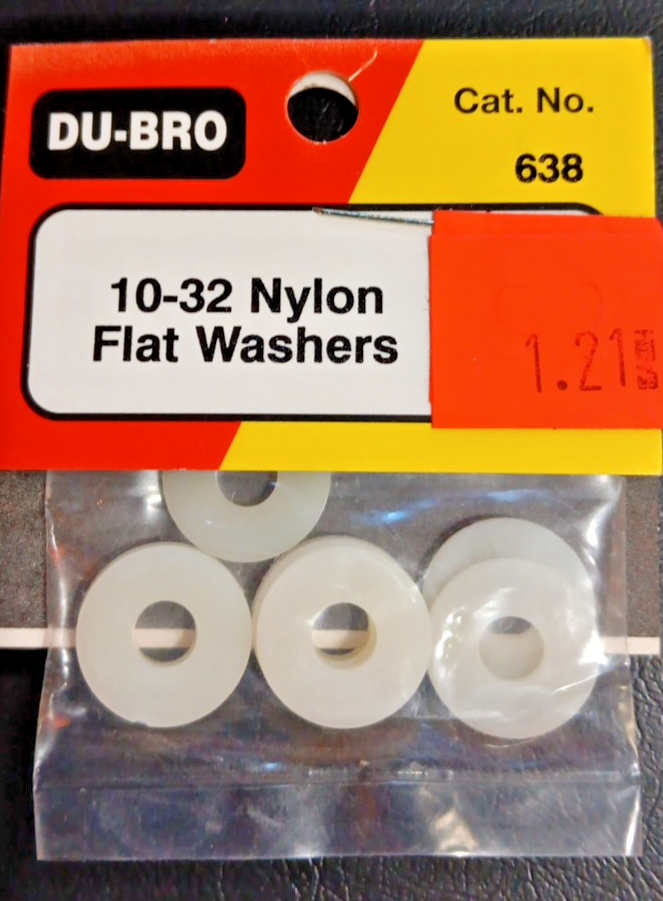 DU-BRO
Cat. No.
638
10-32 Nylon
Flat Washers
1.21